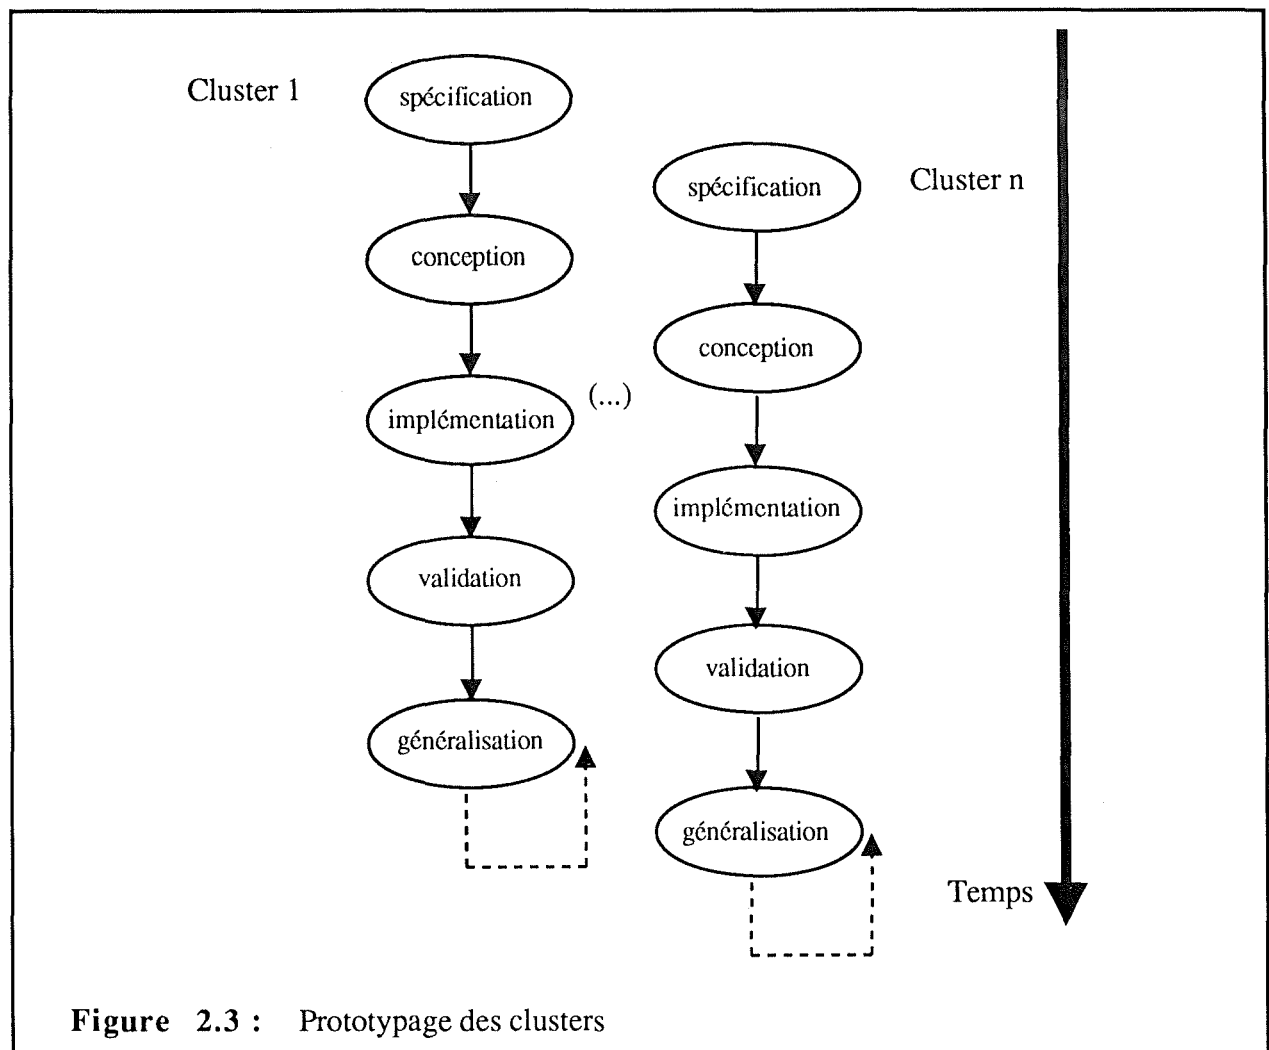 Cluster 1
spécification
conception
implémentation
validation
généralisation
(...)
Cluster n
spécification
conception
implémentation
validation
généralisation
Temps
Figure 2.3 : Prototypage des clusters